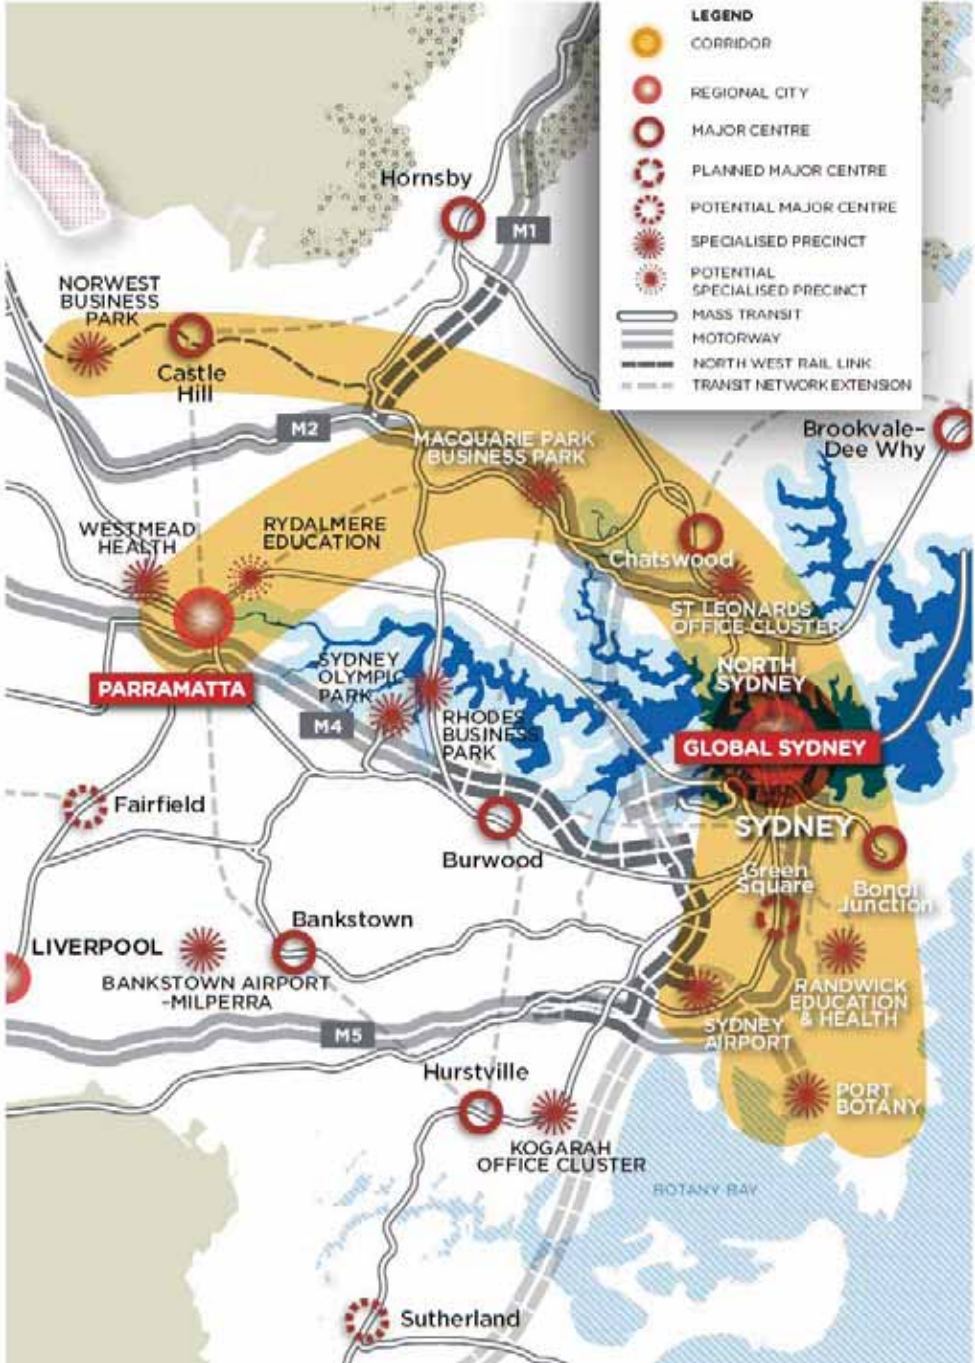 LEGEND
CORRIDOR
REGIONAL CITY
MAJOR CENTRE
PLANNED MAJOR CENTRE
POTENTIAL MAJOR CENTRE
SPECIALISED PRECINCT
POTENTIAL
SPECIALISED PRECINCT
MASS TRANSIT
MOTORWAY
NORTH WEST RAIL LINK
TRANSIT NETWORK EXTENSION
Hornsby
M1
NORWEST
BUSINESS
PARK
Castle
Hill
M2
MACQUARIE PARK
BUSINESS PARK
Brookvale-
Dee Why
WESTMEAD
HEALTH
RYDALMERE
EDUCATION
Chatswood
ST LEONARDS
OFFICE CLUSTER
PARRAMATTA
SYDNEY
OLYMPIC
PARK
NORTH
SYDNEY
M4
RHODES
BUSINESS
PARK
GLOBAL SYDNEY
Fairfield
Burwood
SYDNEY
Green
Square
Bondi
Junction
Bankstown
LIVERPOOL
BANKSTOWN AIRPORT
-MILPERRA
RANDWICK
EDUCATION
& HEALTH
M5
SYDNEY
AIRPORT
Hurstville
PORT
BOTANY
KOGARAH
OFFICE CLUSTER
BOTANY BAY
Sutherland